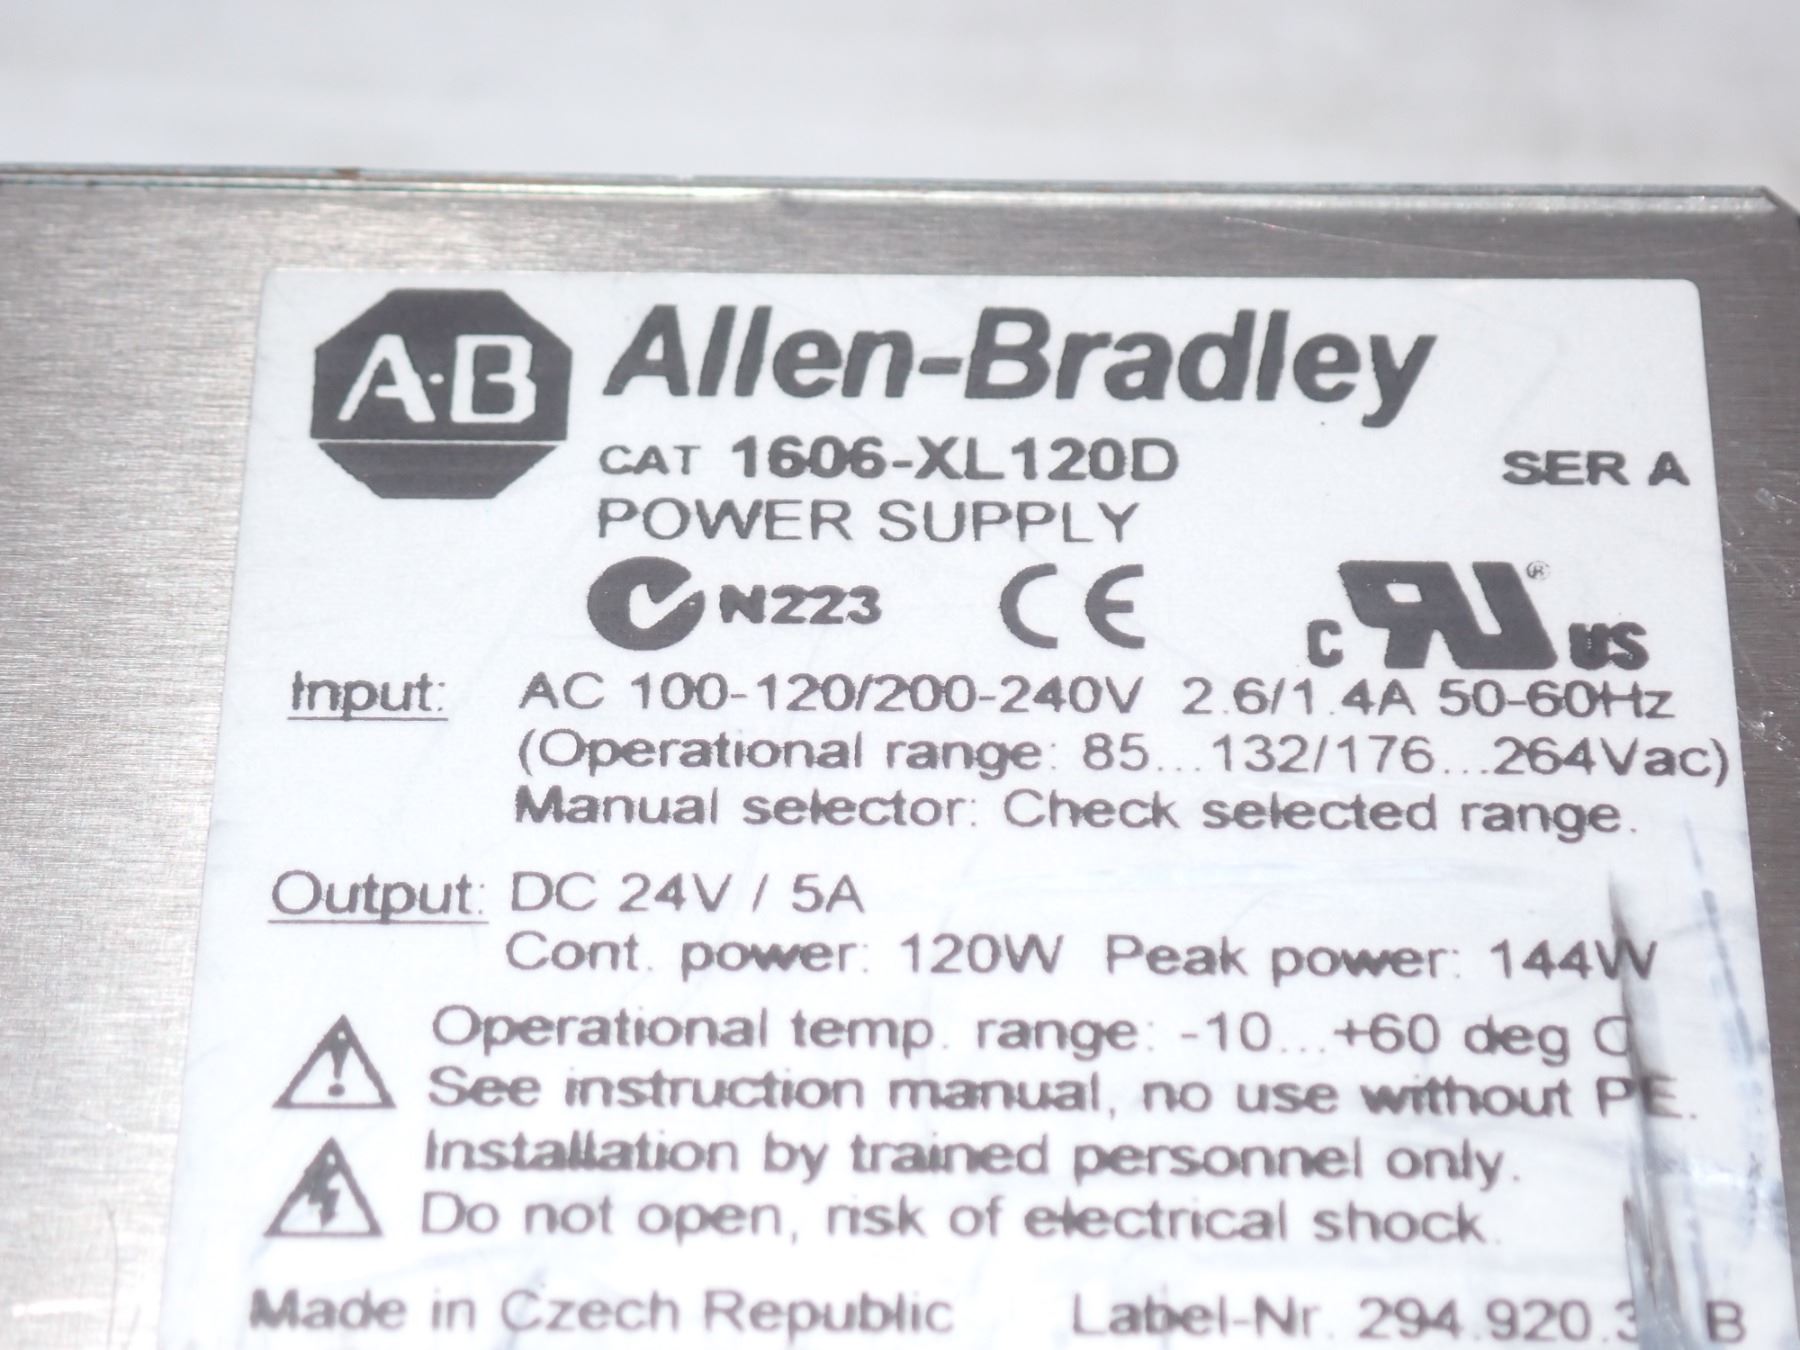 A·B Allen-Bradley
CAT 1606-XL120D SER A
POWER SUPPLY
N223 CE c RU ® US
Input: AC 100-120/200-240V 2.6/1.4A 50-60Hz
(Operational range: 85...132/176...264Vac)
Manual selector: Check selected range.
Output: DC 24V / 5A
Cont. power: 120W Peak power: 144W
Operational temp. range: -10...+60 deg C
See instruction manual, no use without PE.
Installation by trained personnel only.
Do not open, risk of electrical shock.
Made in Czech Republic Label-Nr. B